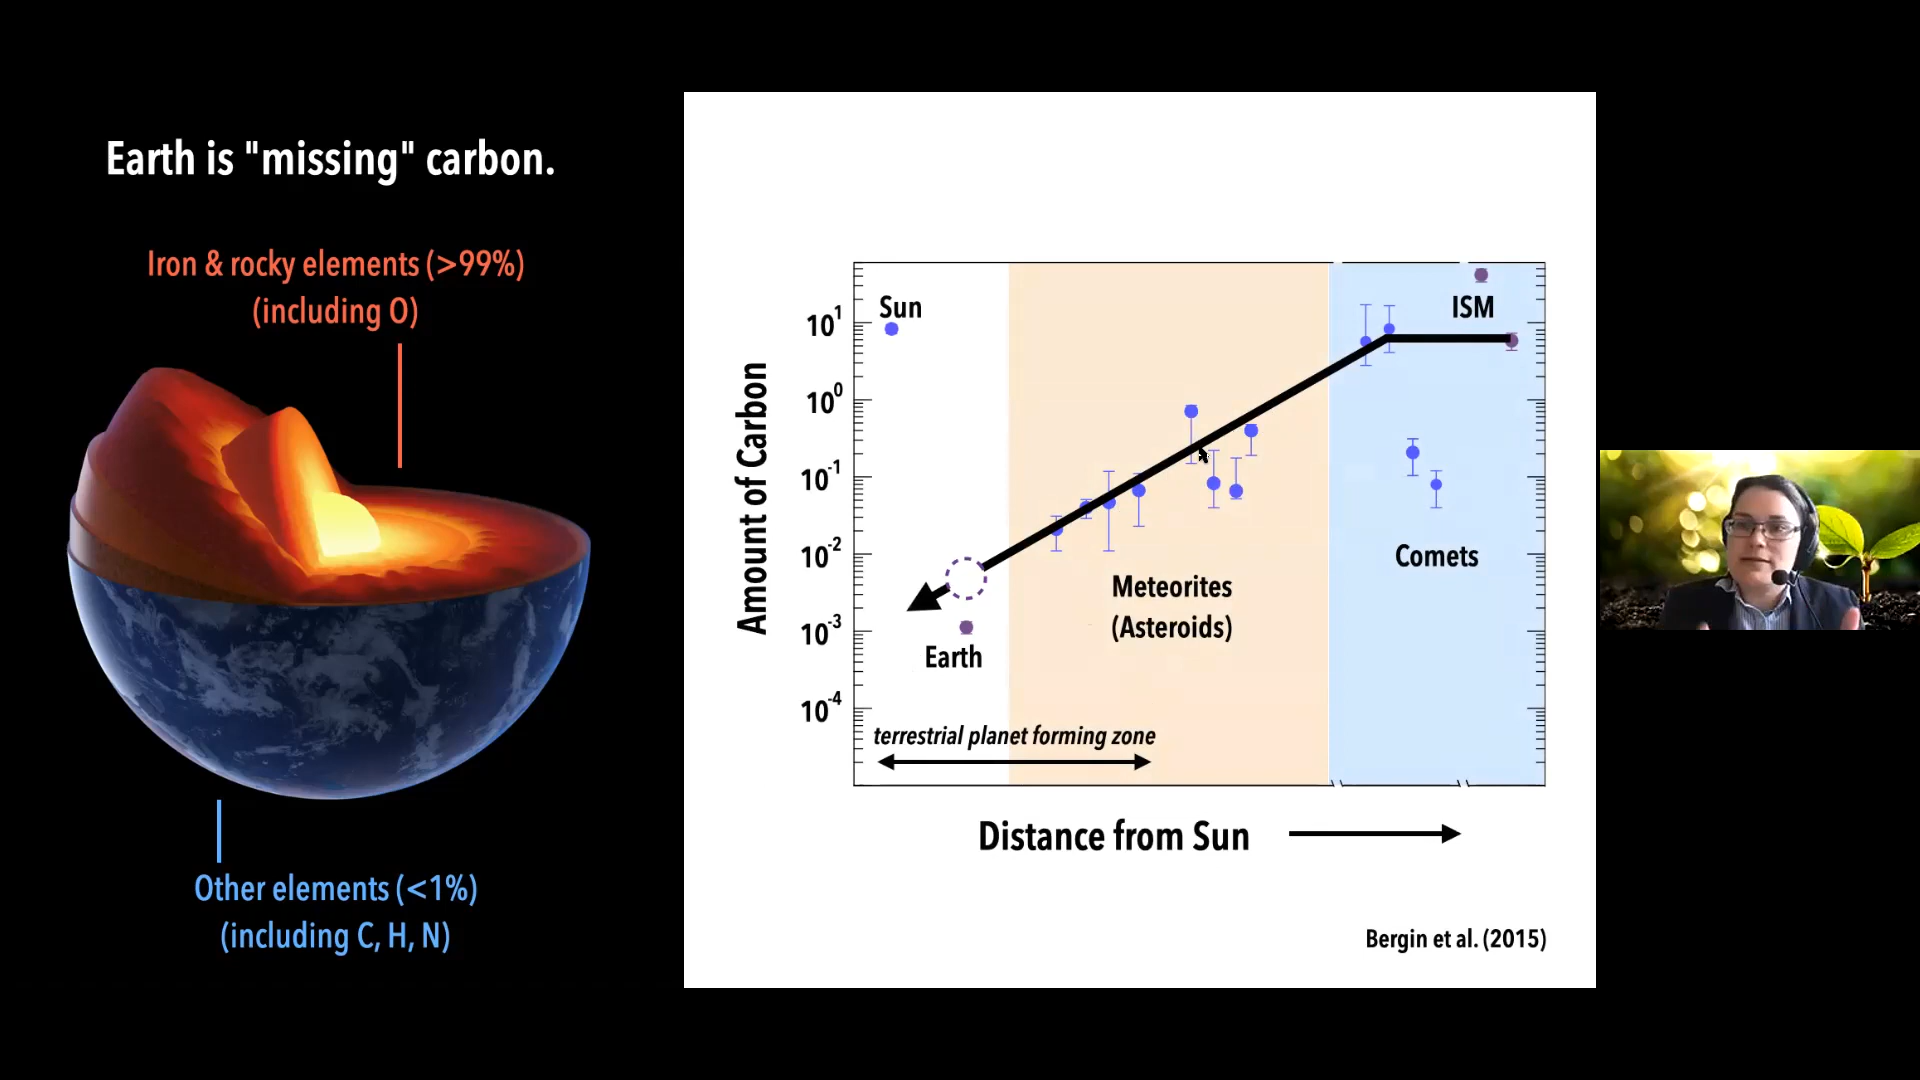 Earth is "missing" carbon.
Iron & rocky elements (>99%)
(including O)
Other elements (<1%)
(including C, H, N)
Amount of Carbon
10¹
10⁰
10⁻¹
10⁻²
10⁻³
10⁻⁴
Sun
Earth
Meteorites
(Asteroids)
ISM
Comets
terrestrial planet forming zone
Distance from Sun
Bergin et al. (2015)